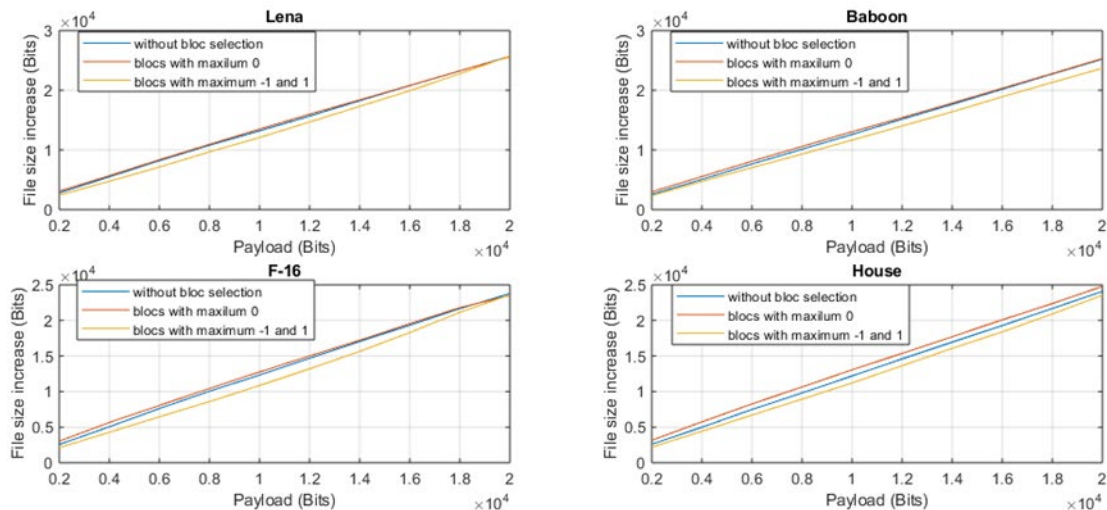 Lena
×10⁴
3
2
1
0
File size increase (Bits)
without bloc selection
blocs with maxilum 0
blocs with maximum -1 and 1
0.2 0.4 0.6 0.8 1 1.2 1.4 1.6 1.8 2
Payload (Bits)
×10⁴
Baboon
×10⁴
3
2
1
0
File size increase (Bits)
without bloc selection
blocs with maxilum 0
blocs with maximum -1 and 1
0.2 0.4 0.6 0.8 1 1.2 1.4 1.6 1.8 2
Payload (Bits)
×10⁴
F-16
×10⁴
2.5
2
1.5
1
0.5
0
File size increase (Bits)
without bloc selection
blocs with maxilum 0
blocs with maximum -1 and 1
0.2 0.4 0.6 0.8 1 1.2 1.4 1.6 1.8 2
Payload (Bits)
×10⁴
House
×10⁴
2.5
2
1.5
1
0.5
0
File size increase (Bits)
without bloc selection
blocs with maxilum 0
blocs with maximum -1 and 1
0.2 0.4 0.6 0.8 1 1.2 1.4 1.6 1.8 2
Payload (Bits)
×10⁴